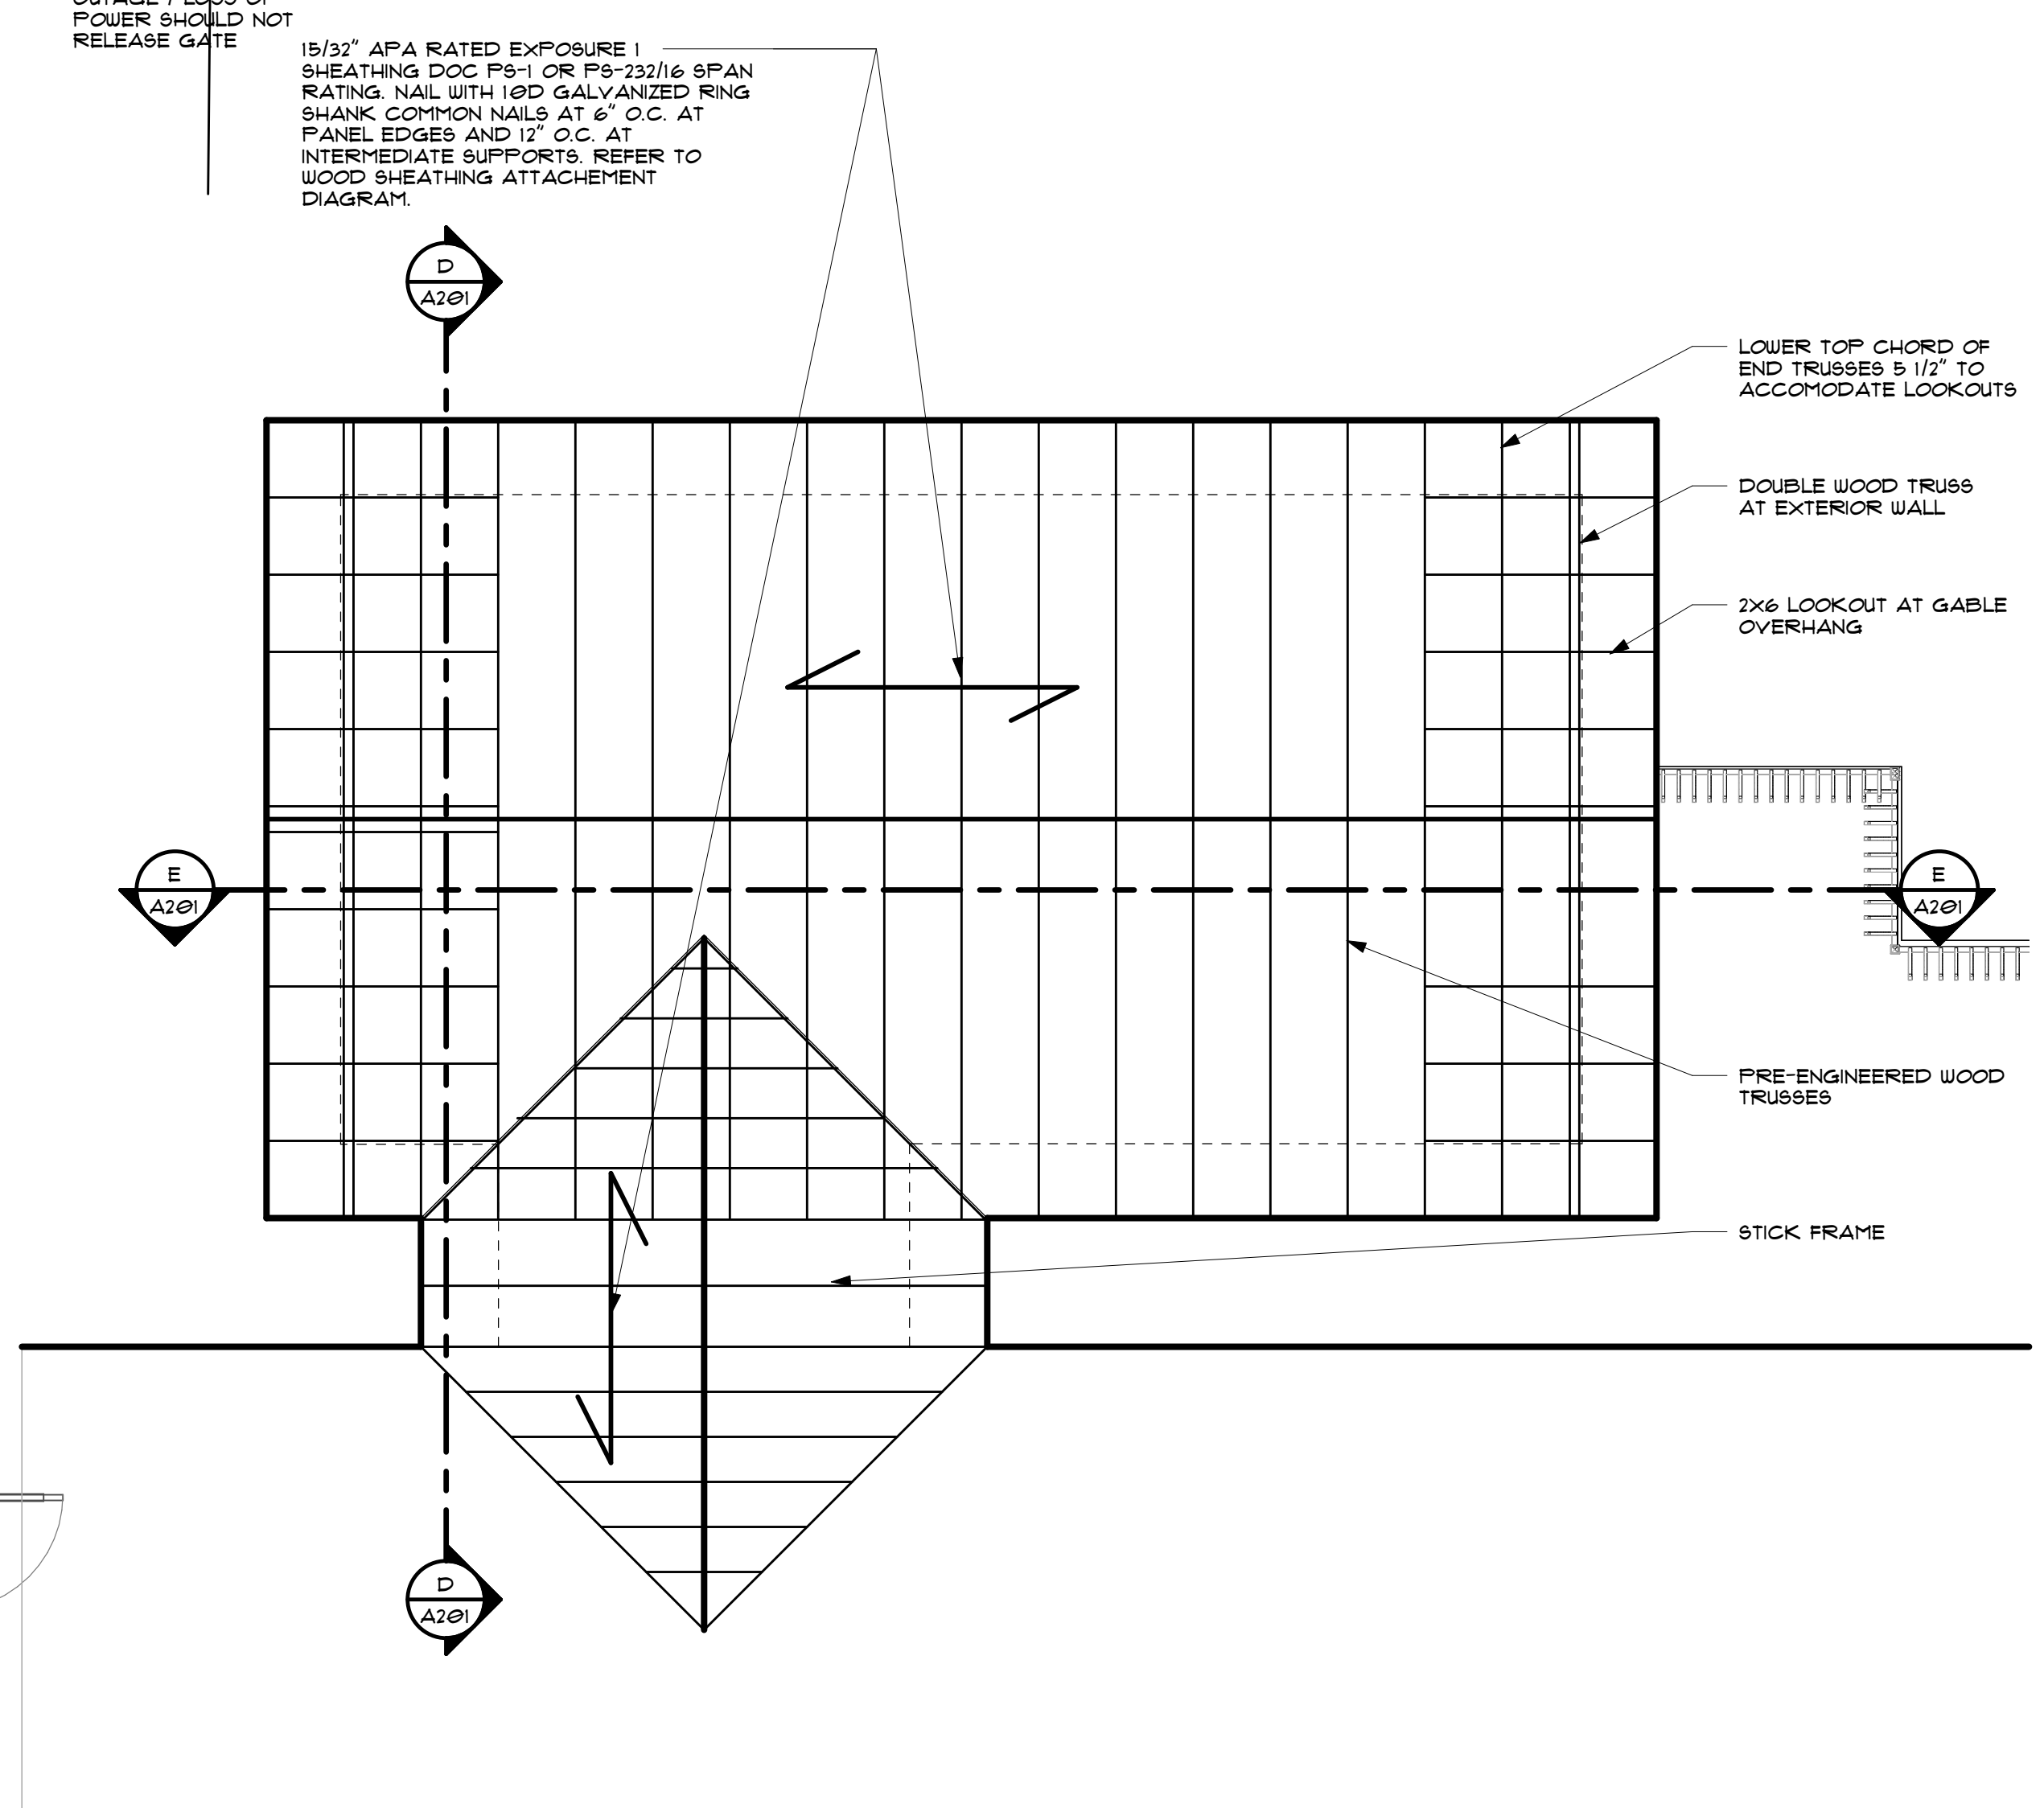 POWER SHOULD NOT
RELEASE GATE
15/32" APA RATED EXPOSURE 1
SHEATHING DOC PS-1 OR PS-232/16 SPAN
RATING. NAIL WITH 10D GALVANIZED RING
SHANK COMMON NAILS AT 6" O.C. AT
PANEL EDGES AND 12" O.C. AT
INTERMEDIATE SUPPORTS. REFER TO
WOOD SHEATHING ATTACHEMENT
DIAGRAM.
D
A201
LOWER TOP CHORD OF
END TRUSSES 5 1/2" TO
ACCOMODATE LOOKOUTS
DOUBLE WOOD TRUSS
AT EXTERIOR WALL
2X6 LOOKOUT AT GABLE
OVERHANG
E
A201
E
A201
PRE-ENGINEERED WOOD
TRUSSES
STICK FRAME
D
A201